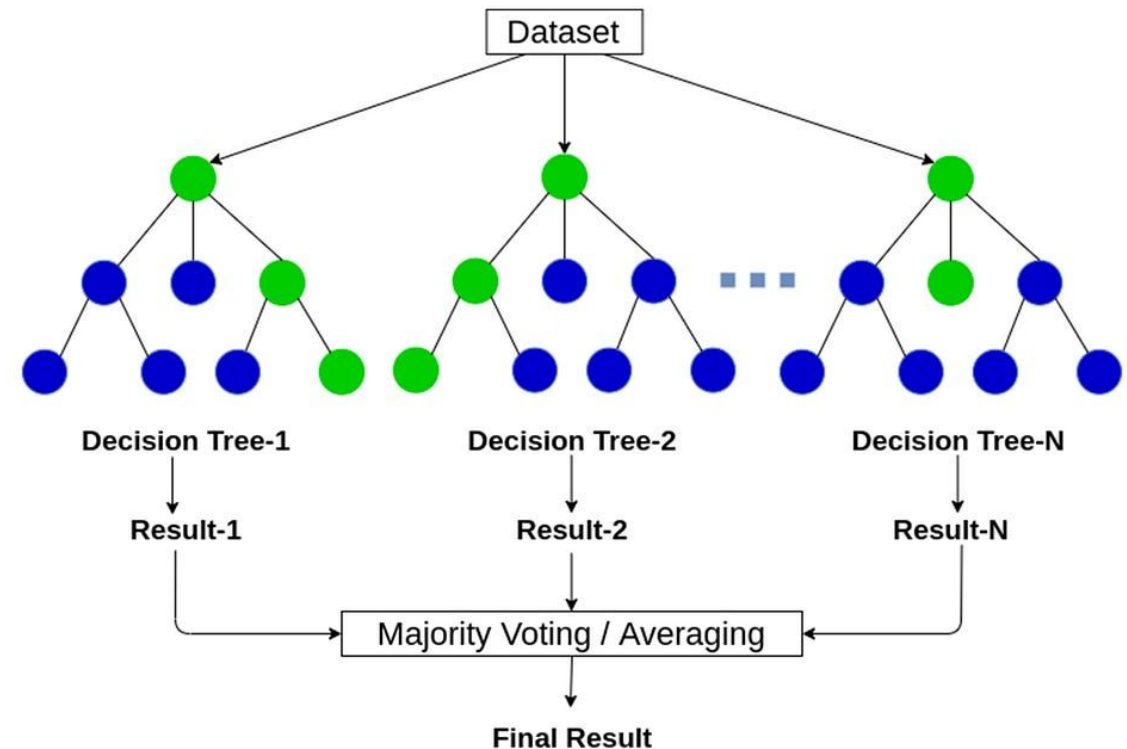 Dataset
Decision Tree-1
Decision Tree-2
Decision Tree-N
Result-1
Result-2
Result-N
Majority Voting / Averaging
Final Result